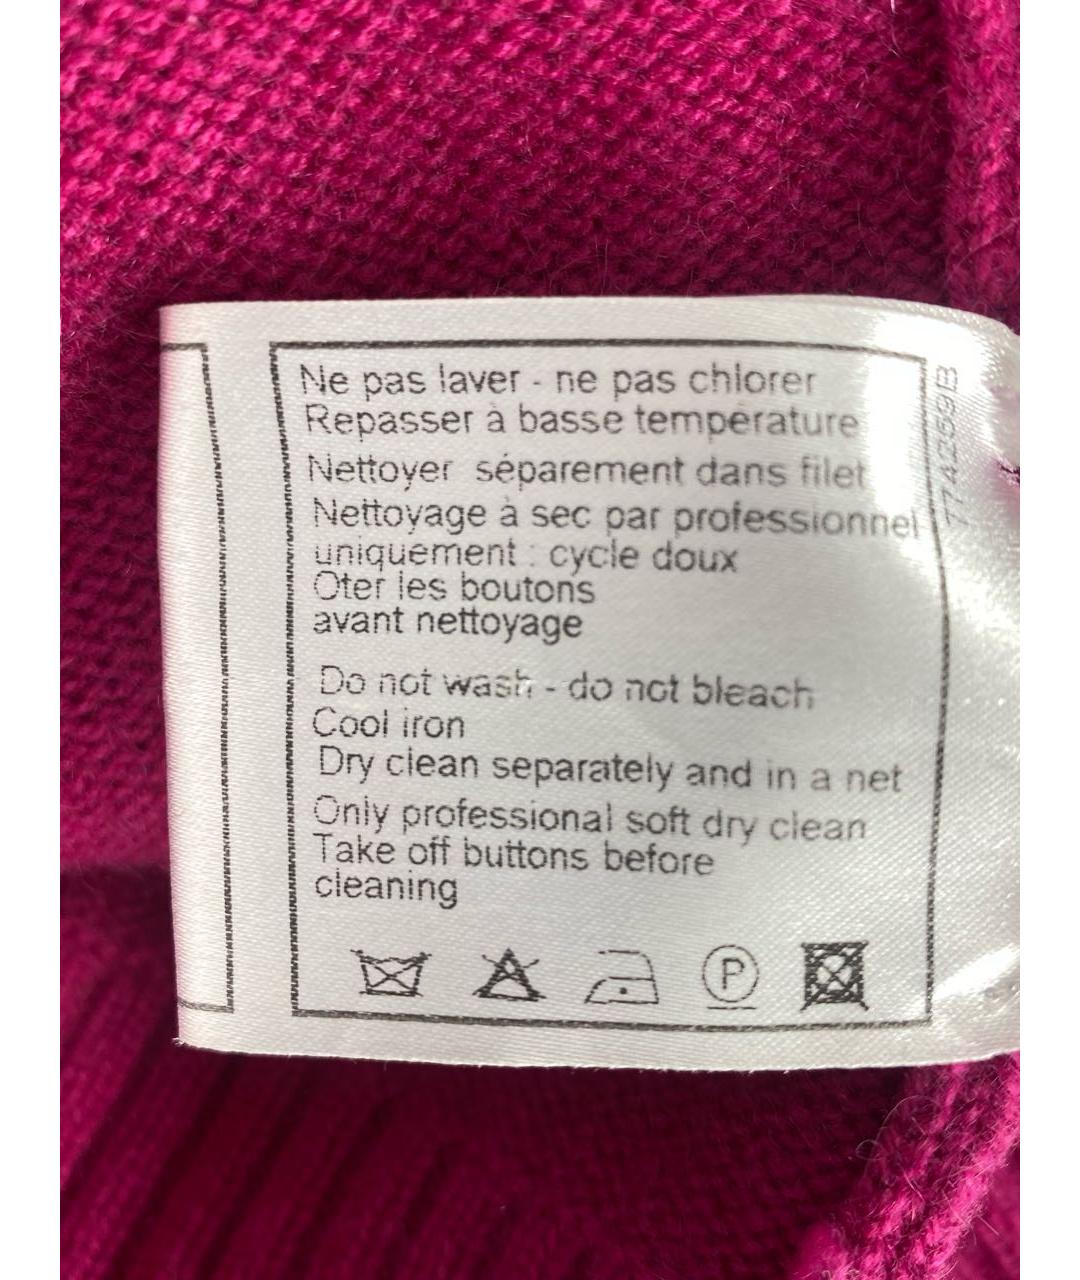 Ne pas laver - ne pas chlorer
Repasser à basse température
Nettoyer séparement dans filet
Nettoyage à sec par professionnel
uniquement : cycle doux
Oter les boutons
avant nettoyage
Do not wash - do not bleach
Cool iron
Dry clean separately and in a net
Only professional soft dry clean
Take off buttons before
cleaning
P